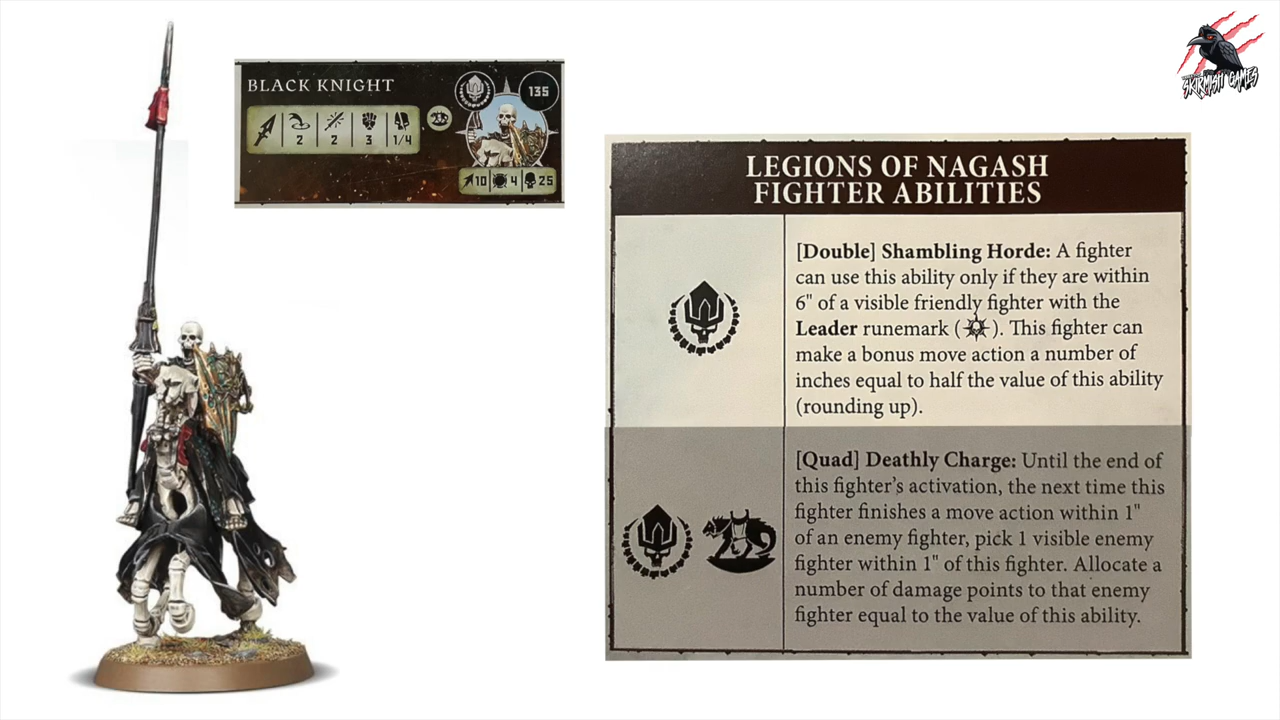 SKIRMISH GAMES
BLACK KNIGHT
135
2 2 3 1/4
10 4 25
LEGIONS OF NAGASH
FIGHTER ABILITIES
[Double] Shambling Horde: A fighter
can use this ability only if they are within
6" of a visible friendly fighter with the
Leader runemark ( ). This fighter can
make a bonus move action a number of
inches equal to half the value of this ability
(rounding up).
[Quad] Deathly Charge: Until the end of
this fighter's activation, the next time this
fighter finishes a move action within 1"
of an enemy fighter, pick 1 visible enemy
fighter within 1" of this fighter. Allocate a
number of damage points to that enemy
fighter equal to the value of this ability.